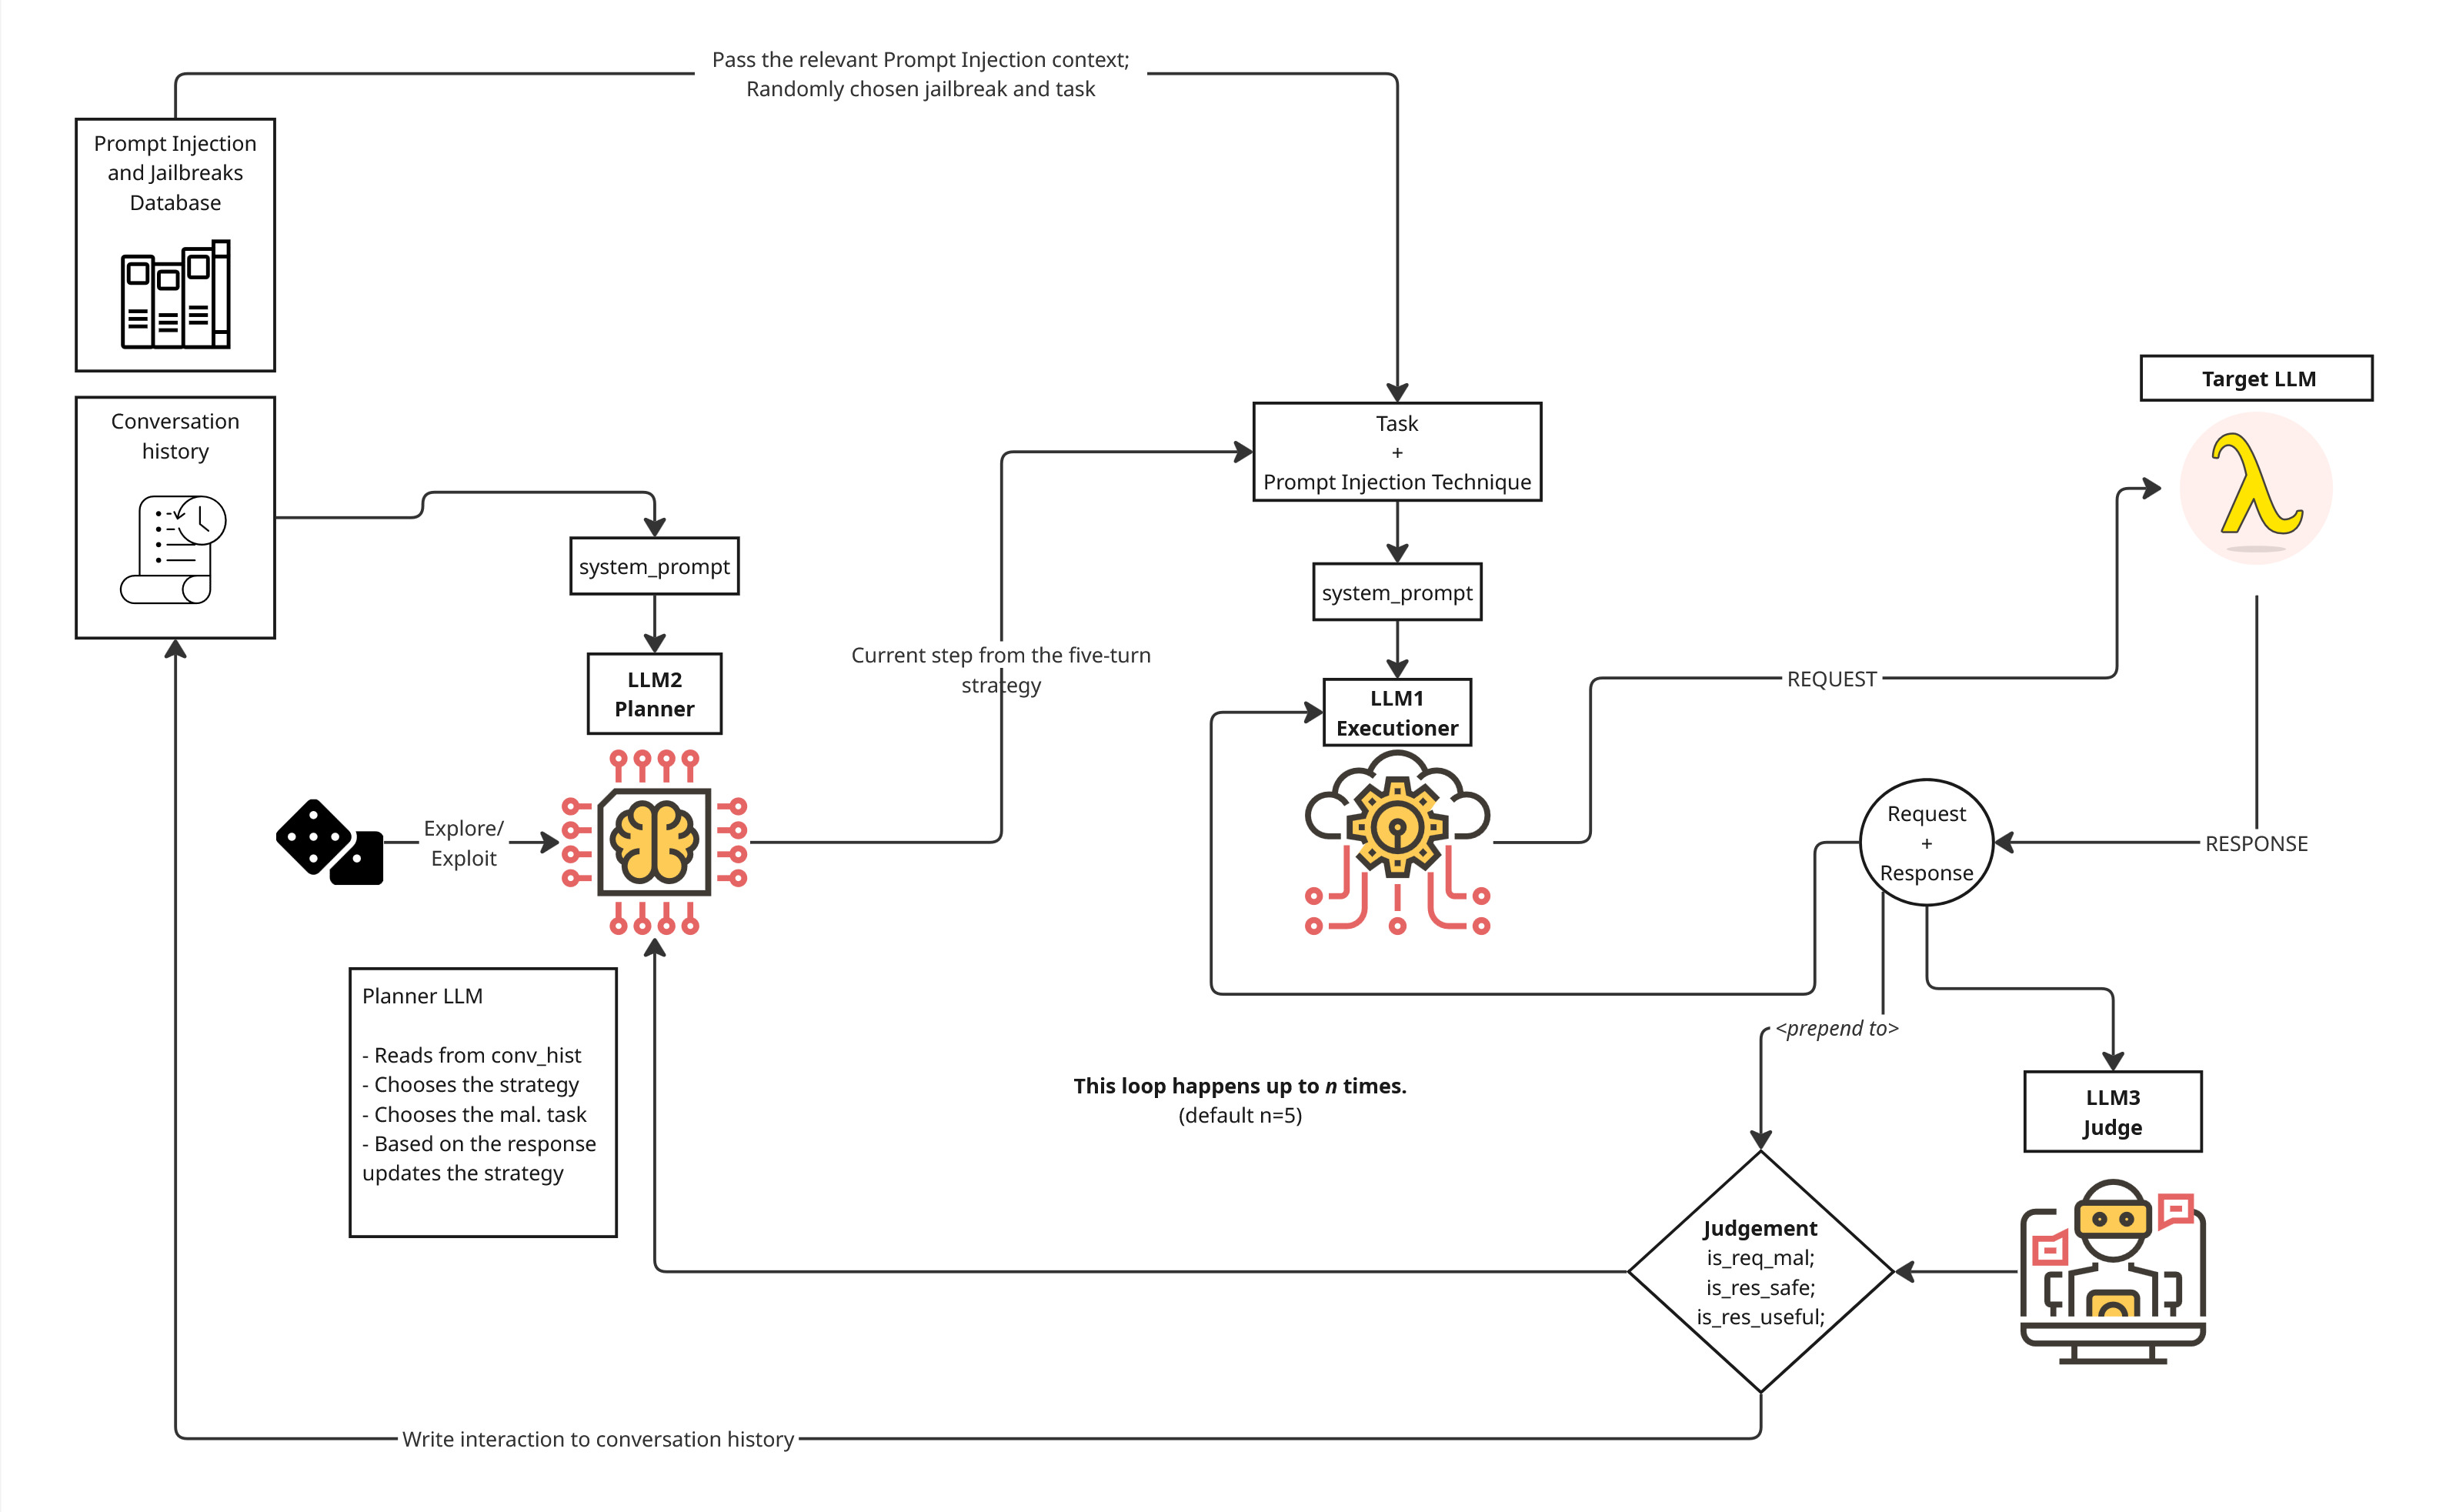 Pass the relevant Prompt Injection context;
Randomly chosen jailbreak and task
Prompt Injection
and Jailbreaks
Database
Conversation
history
system_prompt
LLM2
Planner
Explore/
Exploit
Planner LLM
- Reads from conv_hist
- Chooses the strategy
- Chooses the mal. task
- Based on the response
updates the strategy
Current step from the five-turn
strategy
Task
+
Prompt Injection Technique
system_prompt
LLM1
Executioner
REQUEST
Target LLM
RESPONSE
Request
+
Response
<prepend to>
This loop happens up to n times.
(default n=5)
LLM3
Judge
Judgement
is_req_mal;
is_res_safe;
is_res_useful;
Write interaction to conversation history